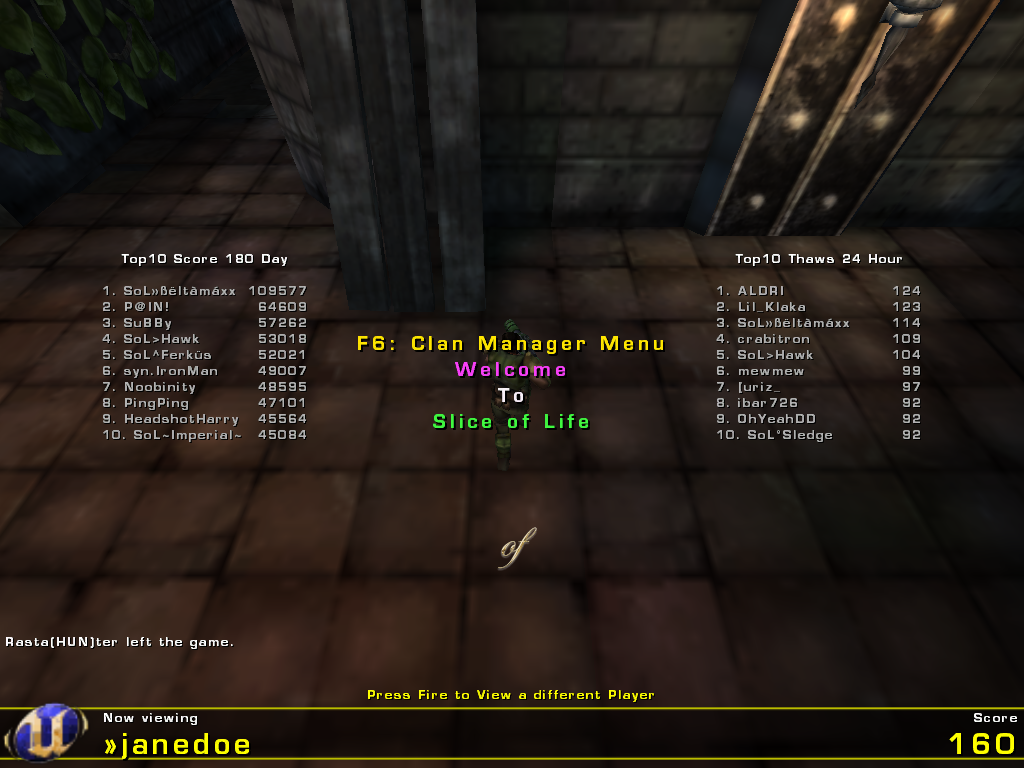 Top10 Score 180 Day
1. SoL»ßêltàmáxx 109577
2. P@IN! 64609
3. SuBBy 57262
4. SoL>Hawk 53018
5. SoL^Ferkús 52021
6. syn.IronMan 49007
7. Noobinity 48595
8. PingPing 47101
9. HeadshotHarry 45564
10. SoL~Imperial~ 45084
Top10 Thaws 24 Hour
1. ALDRI 124
2. Lil_Klaka 123
3. SoL»ßêltàmáxx 114
4. crabitron 109
5. SoL>Hawk 104
6. mewmew 99
7. [uriz_ 97
8. ibar726 92
9. OhYeahDD 92
10. SoL°Sledge 92
F6: Clan Manager Menu
Welcome
To
Slice of Life
of
Rasta[HUN]ter left the game.
Press Fire to View a different Player
Now viewing
»janedoe
Score
160